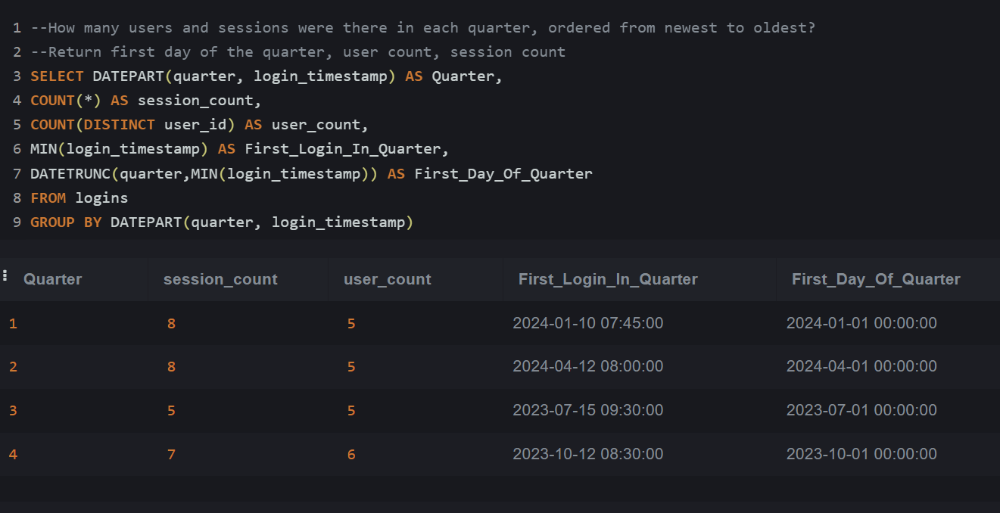 1 --How many users and sessions were there in each quarter, ordered from newest to oldest?
2 --Return first day of the quarter, user count, session count
3 SELECT DATEPART(quarter, login_timestamp) AS Quarter,
4 COUNT(*) AS session_count,
5 COUNT(DISTINCT user_id) AS user_count,
6 MIN(login_timestamp) AS First_Login_In_Quarter,
7 DATETRUNC(quarter,MIN(login_timestamp)) AS First_Day_Of_Quarter
8 FROM logins
9 GROUP BY DATEPART(quarter, login_timestamp)
Quarter session_count user_count First_Login_In_Quarter First_Day_Of_Quarter
1 8 5 2024-01-10 07:45:00 2024-01-01 00:00:00
2 8 5 2024-04-12 08:00:00 2024-04-01 00:00:00
3 5 5 2023-07-15 09:30:00 2023-07-01 00:00:00
4 7 6 2023-10-12 08:30:00 2023-10-01 00:00:00